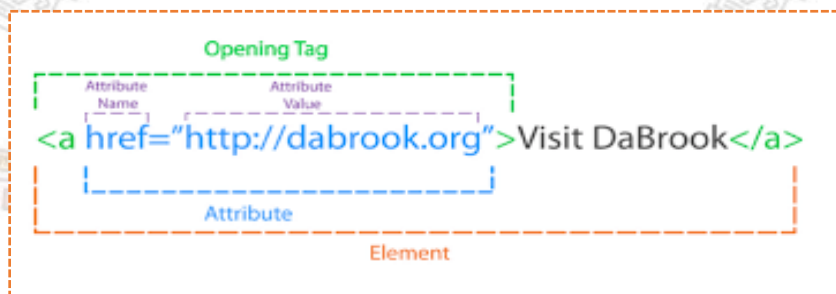 Opening Tag
Attribute Attribute
Name Value
<a href="http://dabrook.org">Visit DaBrook</a>
Attribute
Element